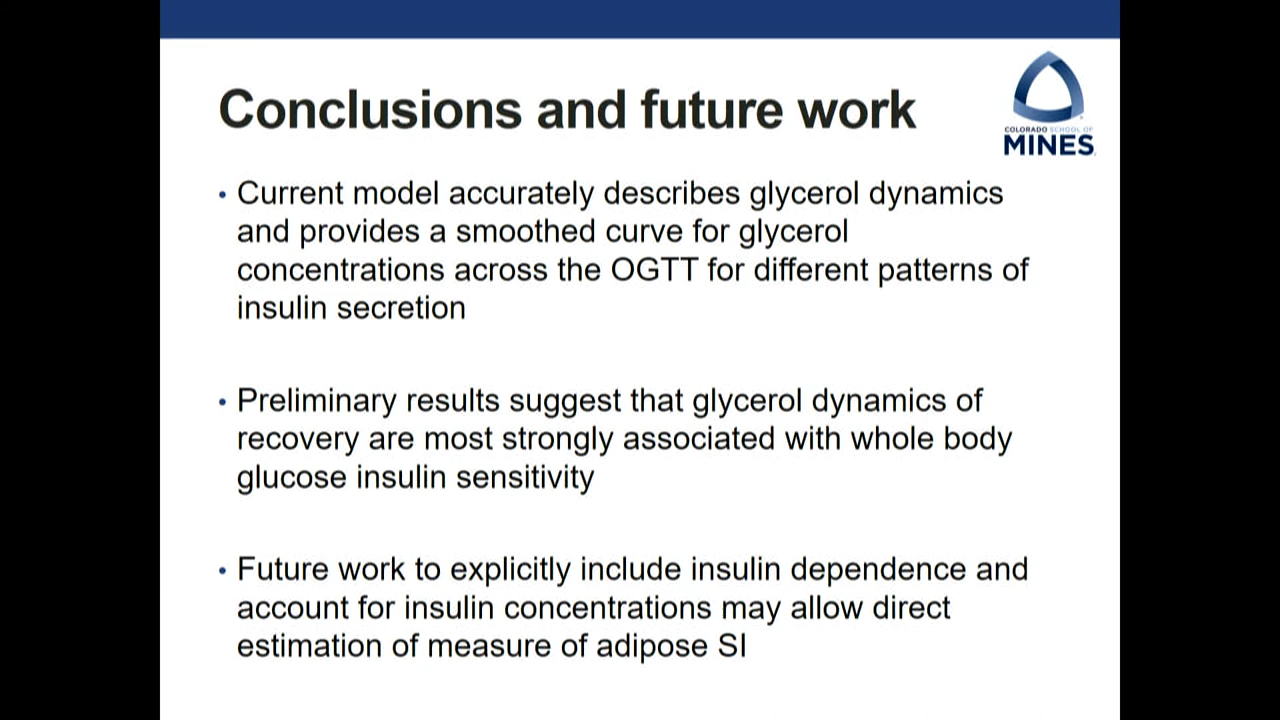 Conclusions and future work
COLORADO SCHOOL OF
MINES
• Current model accurately describes glycerol dynamics
and provides a smoothed curve for glycerol
concentrations across the OGTT for different patterns of
insulin secretion
• Preliminary results suggest that glycerol dynamics of
recovery are most strongly associated with whole body
glucose insulin sensitivity
• Future work to explicitly include insulin dependence and
account for insulin concentrations may allow direct
estimation of measure of adipose SI